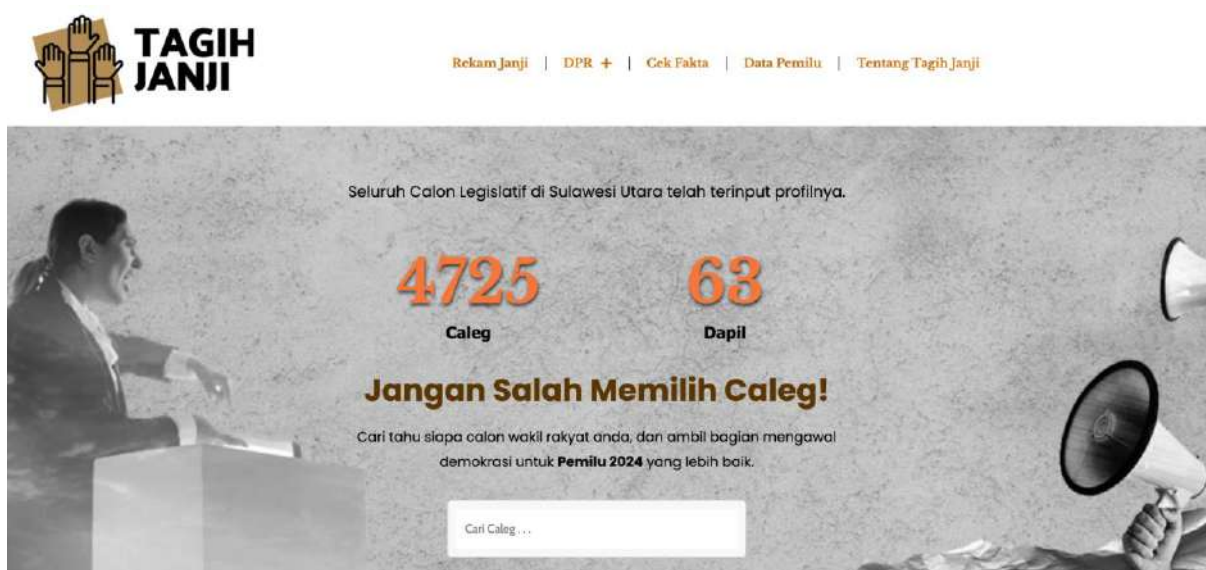 TAGIH
JANJI
Rekam Janji | DPR + | Cek Fakta | Data Pemilu | Tentang Tagih Janji
Seluruh Calon Legislatif di Sulawesi Utara telah terinput profilnya.
4725 63
Caleg Dapil
Jangan Salah Memilih Caleg!
Cari tahu siapa calon wakil rakyat anda, dan ambil bagian mengawal
demokrasi untuk Pemilu 2024 yang lebih baik.
Cari Caleg . . .